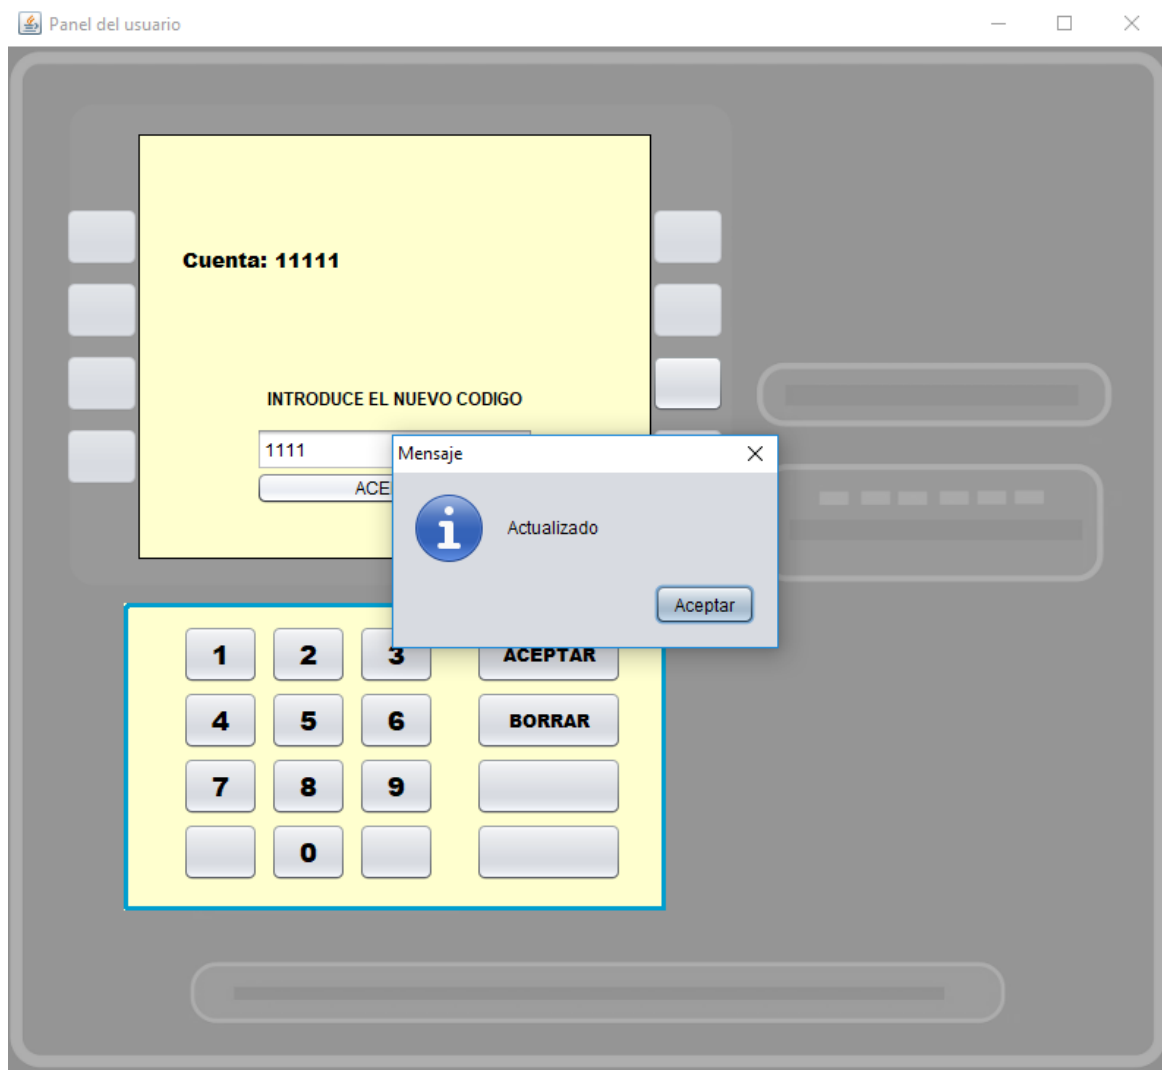 Panel del usuario
Cuenta: 11111
INTRODUCE EL NUEVO CODIGO
1111
Mensaje
ACE
Actualizado
Aceptar
1 2 3 ACEPTAR
4 5 6 BORRAR
7 8 9
0